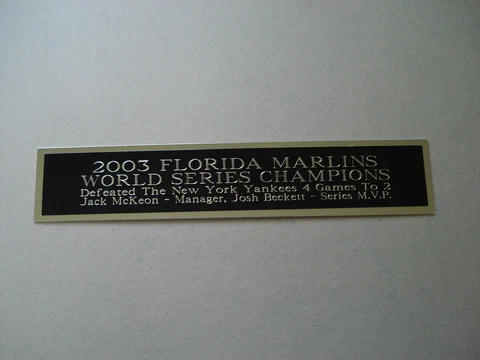 2003 FLORIDA MARLINS
WORLD SERIES CHAMPIONS
Defeated The New York Yankees 4 Games To 2
Jack McKeon - Manager, Josh Beckett - Series M.V.P.